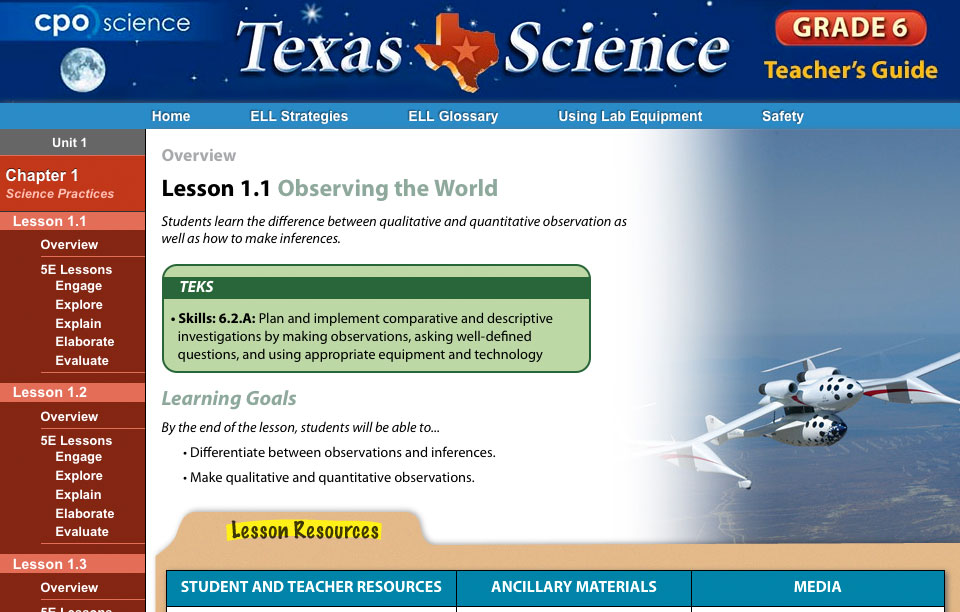 cpo science
Texas Science
GRADE 6
Teacher's Guide
Home
ELL Strategies
ELL Glossary
Using Lab Equipment
Safety
Unit 1
Chapter 1
Science Practices
Lesson 1.1
Overview
5E Lessons
Engage
Explore
Explain
Elaborate
Evaluate
Lesson 1.2
Overview
5E Lessons
Engage
Explore
Explain
Elaborate
Evaluate
Lesson 1.3
Overview
5E Lessons
Overview
Lesson 1.1 Observing the World
Students learn the difference between qualitative and quantitative observation as
well as how to make inferences.
TEKS
• Skills: 6.2.A: Plan and implement comparative and descriptive
investigations by making observations, asking well-defined
questions, and using appropriate equipment and technology
Learning Goals
By the end of the lesson, students will be able to...
• Differentiate between observations and inferences.
• Make qualitative and quantitative observations.
Lesson Resources
STUDENT AND TEACHER RESOURCES
ANCILLARY MATERIALS
MEDIA